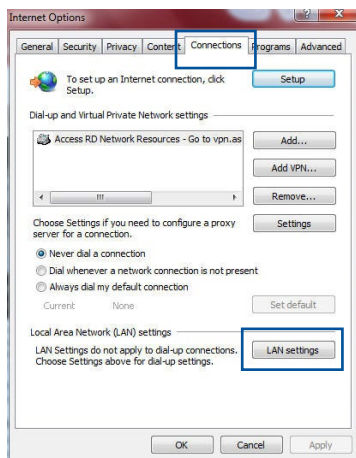 Internet Options
General Security Privacy Content Connections Programs Advanced
To set up an Internet connection, click
Setup.
Setup
Dial-up and Virtual Private Network settings
Access RD Network Resources - Go to vpn.as
Add...
Add VPN...
Remove...
Choose Settings if you need to configure a proxy
server for a connection.
Settings
Never dial a connection
Dial whenever a network connection is not present
Always dial my default connection
Current None
Set default
Local Area Network (LAN) settings
LAN Settings do not apply to dial-up connections.
Choose Settings above for dial-up settings.
LAN settings
OK Cancel Apply